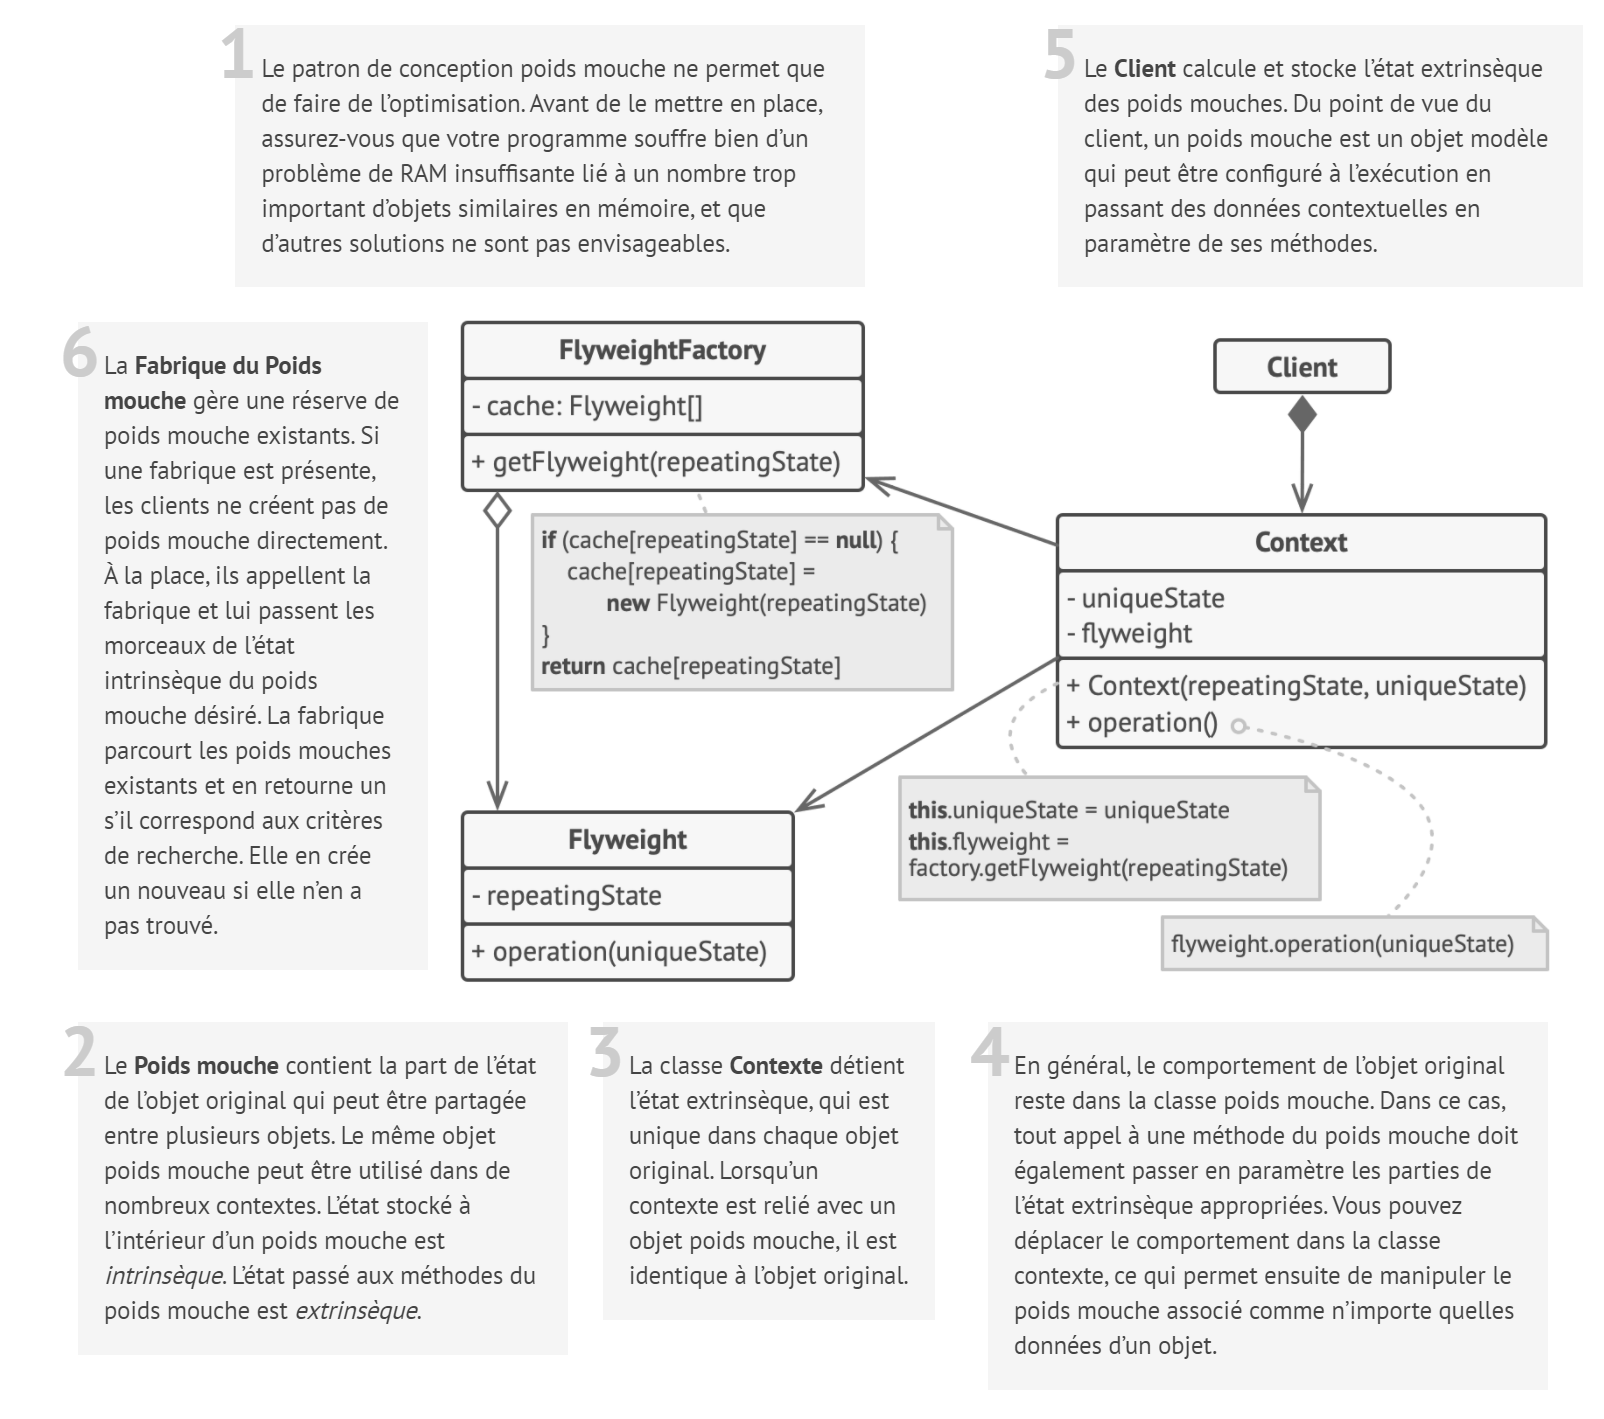 1
Le patron de conception poids mouche ne permet que
de faire de l’optimisation. Avant de le mettre en place,
assurez-vous que votre programme souffre bien d’un
problème de RAM insuffisante lié à un nombre trop
important d’objets similaires en mémoire, et que
d’autres solutions ne sont pas envisageables.
5
Le Client calcule et stocke l’état extrinsèque
des poids mouches. Du point de vue du
client, un poids mouche est un objet modèle
qui peut être configuré à l’exécution en
passant des données contextuelles en
paramètre de ses méthodes.
6
La Fabrique du Poids
mouche gère une réserve de
poids mouche existants. Si
une fabrique est présente,
les clients ne créent pas de
poids mouche directement.
À la place, ils appellent la
fabrique et lui passent les
morceaux de l’état
intrinsèque du poids
mouche désiré. La fabrique
parcourt les poids mouches
existants et en retourne un
s’il correspond aux critères
de recherche. Elle en crée
un nouveau si elle n’en a
pas trouvé.
FlyweightFactory
- cache: Flyweight[]
+ getFlyweight(repeatingState)
if (cache[repeatingState] == null) {
cache[repeatingState] =
new Flyweight(repeatingState)
}
return cache[repeatingState]
Client
Context
- uniqueState
- flyweight
+ Context(repeatingState, uniqueState)
+ operation()
this.uniqueState = uniqueState
this.flyweight =
factory.getFlyweight(repeatingState)
flyweight.operation(uniqueState)
Flyweight
- repeatingState
+ operation(uniqueState)
2
Le Poids mouche contient la part de l’état
de l’objet original qui peut être partagée
entre plusieurs objets. Le même objet
poids mouche peut être utilisé dans de
nombreux contextes. L’état stocké à
l’intérieur d’un poids mouche est
intrinsèque. L’état passé aux méthodes du
poids mouche est extrinsèque.
3
La classe Contexte détient
l’état extrinsèque, qui est
unique dans chaque objet
original. Lorsqu’un
contexte est relié avec un
objet poids mouche, il est
identique à l’objet original.
4
En général, le comportement de l’objet original
reste dans la classe poids mouche. Dans ce cas,
tout appel à une méthode du poids mouche doit
également passer en paramètre les parties de
l’état extrinsèque appropriées. Vous pouvez
déplacer le comportement dans la classe
contexte, ce qui permet ensuite de manipuler le
poids mouche associé comme n’importe quelles
données d’un objet.